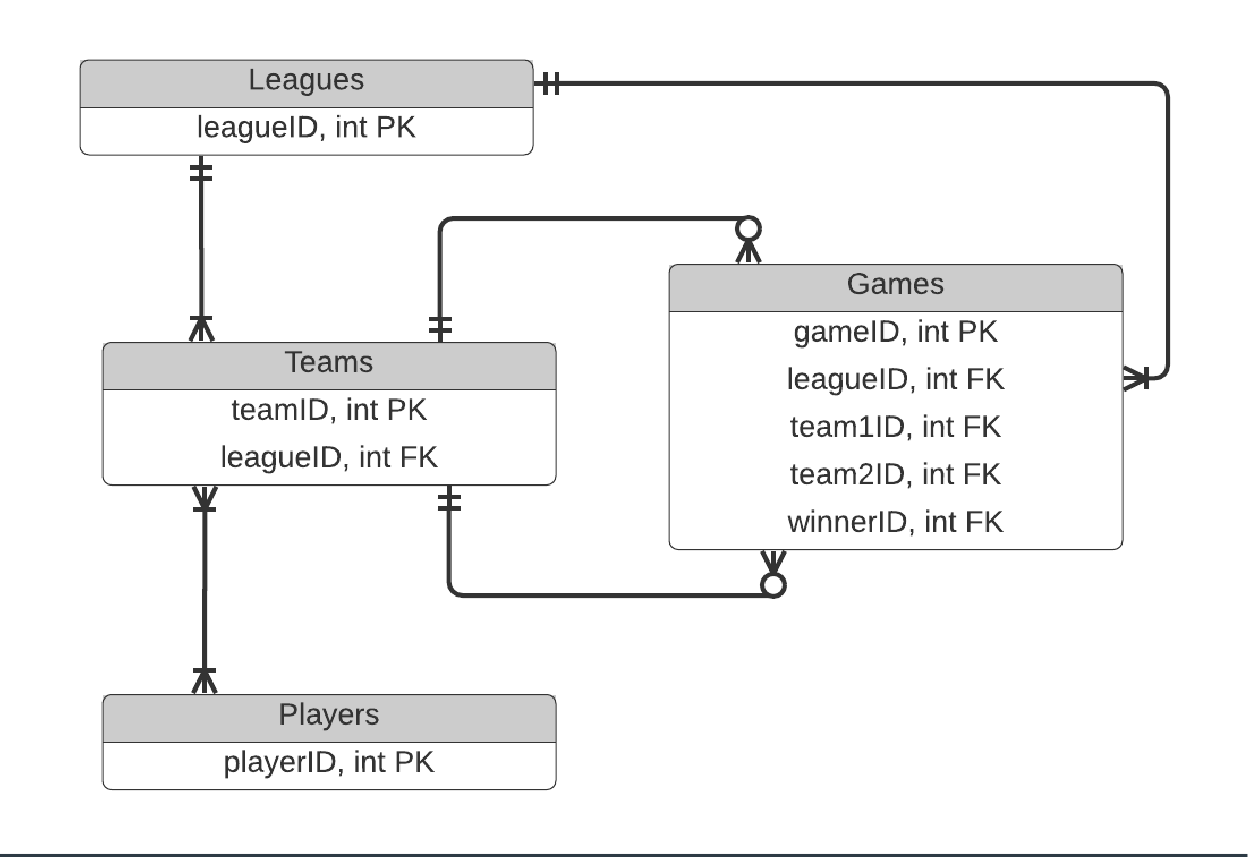 Leagues
leagueID, int PK
Teams
teamID, int PK
leagueID, int FK
Games
gameID, int PK
leagueID, int FK
team1ID, int FK
team2ID, int FK
winnerID, int FK
Players
playerID, int PK